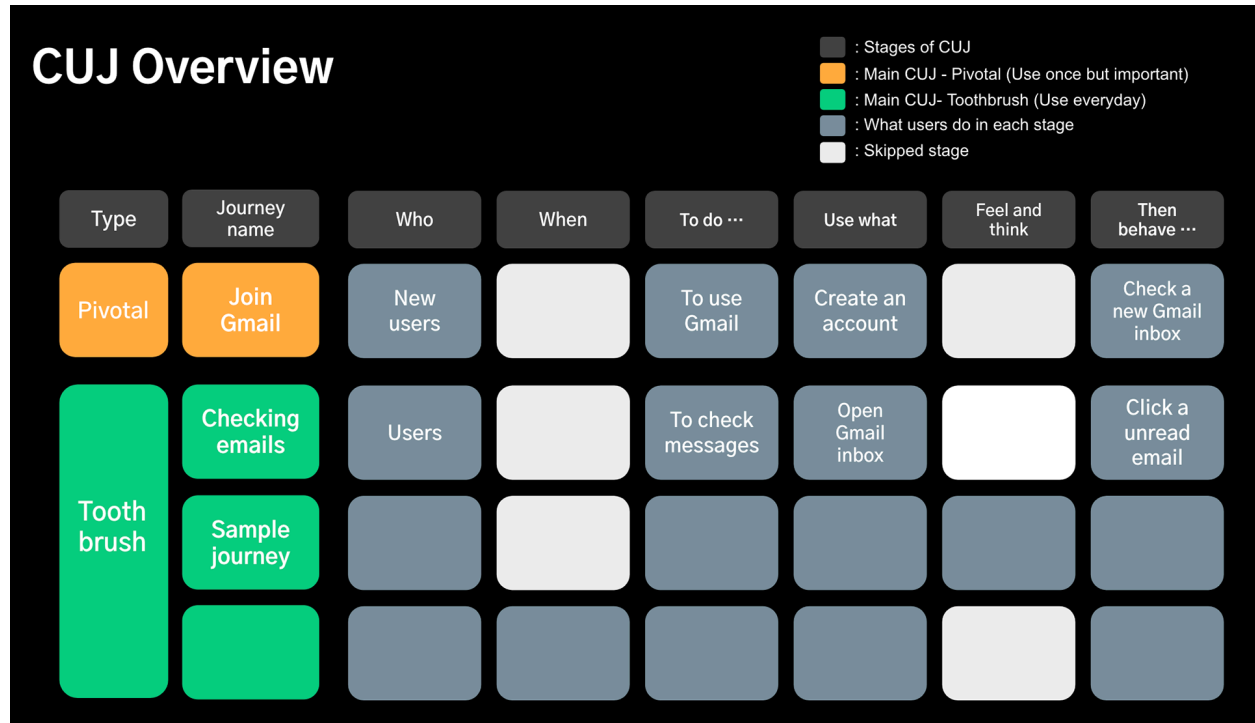 CUJ Overview
: Stages of CUJ
: Main CUJ - Pivotal (Use once but important)
: Main CUJ- Toothbrush (Use everyday)
: What users do in each stage
: Skipped stage
Type
Journey
name
Who
When
To do ⋯
Use what
Feel and
think
Then
behave ⋯
Pivotal
Join
Gmail
New
users
To use
Gmail
Create an
account
Check a
new Gmail
inbox
Tooth
brush
Checking
emails
Users
To check
messages
Open
Gmail
inbox
Click a
unread
email
Sample
journey